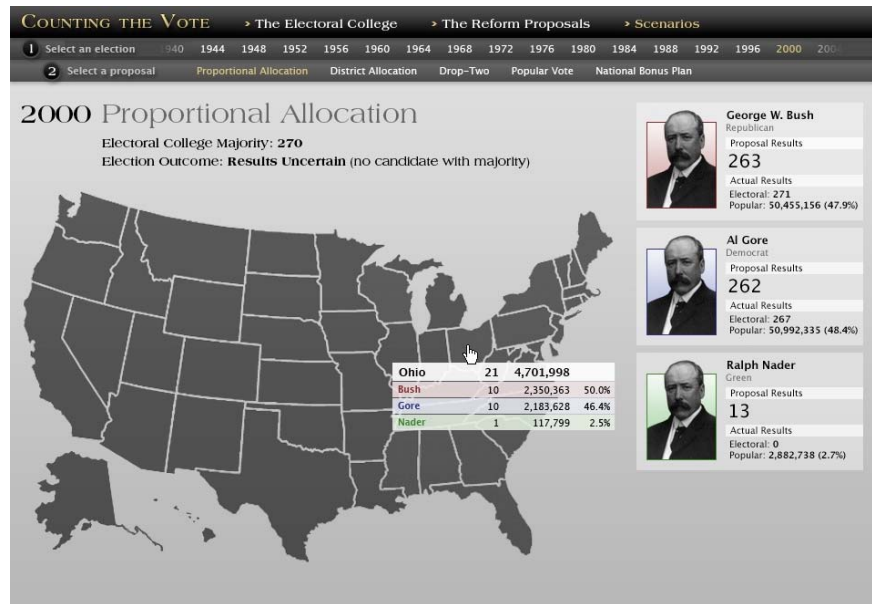 COUNTING THE VOTE › The Electoral College › The Reform Proposals › Scenarios
1 Select an election 1940 1944 1948 1952 1956 1960 1964 1968 1972 1976 1980 1984 1988 1992 1996 2000 2004
2 Select a proposal Proportional Allocation District Allocation Drop-Two Popular Vote National Bonus Plan
2000 Proportional Allocation
Electoral College Majority: 270
Election Outcome: Results Uncertain (no candidate with majority)
Ohio 21 4,701,998
Bush 10 2,350,363 50.0%
Gore 10 2,183,628 46.4%
Nader 1 117,799 2.5%
George W. Bush
Republican
Proposal Results
263
Actual Results
Electoral: 271
Popular: 50,455,156 (47.9%)
Al Gore
Democrat
Proposal Results
262
Actual Results
Electoral: 267
Popular: 50,992,335 (48.4%)
Ralph Nader
Green
Proposal Results
13
Actual Results
Electoral: 0
Popular: 2,882,738 (2.7%)